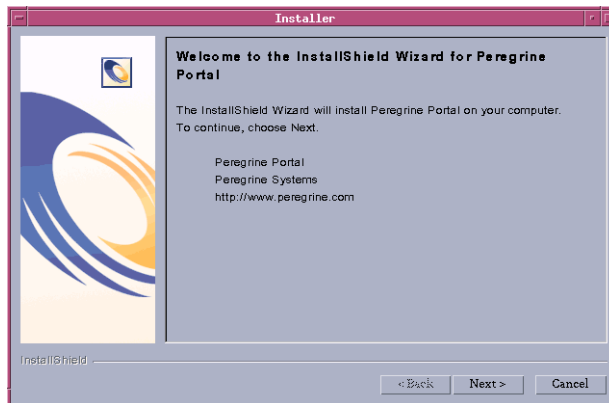 Installer
Welcome to the InstallShield Wizard for Peregrine
Portal
The InstallShield Wizard will install Peregrine Portal on your computer.
To continue, choose Next.
Peregrine Portal
Peregrine Systems
http://www.peregrine.com
InstallShield
< Back Next > Cancel